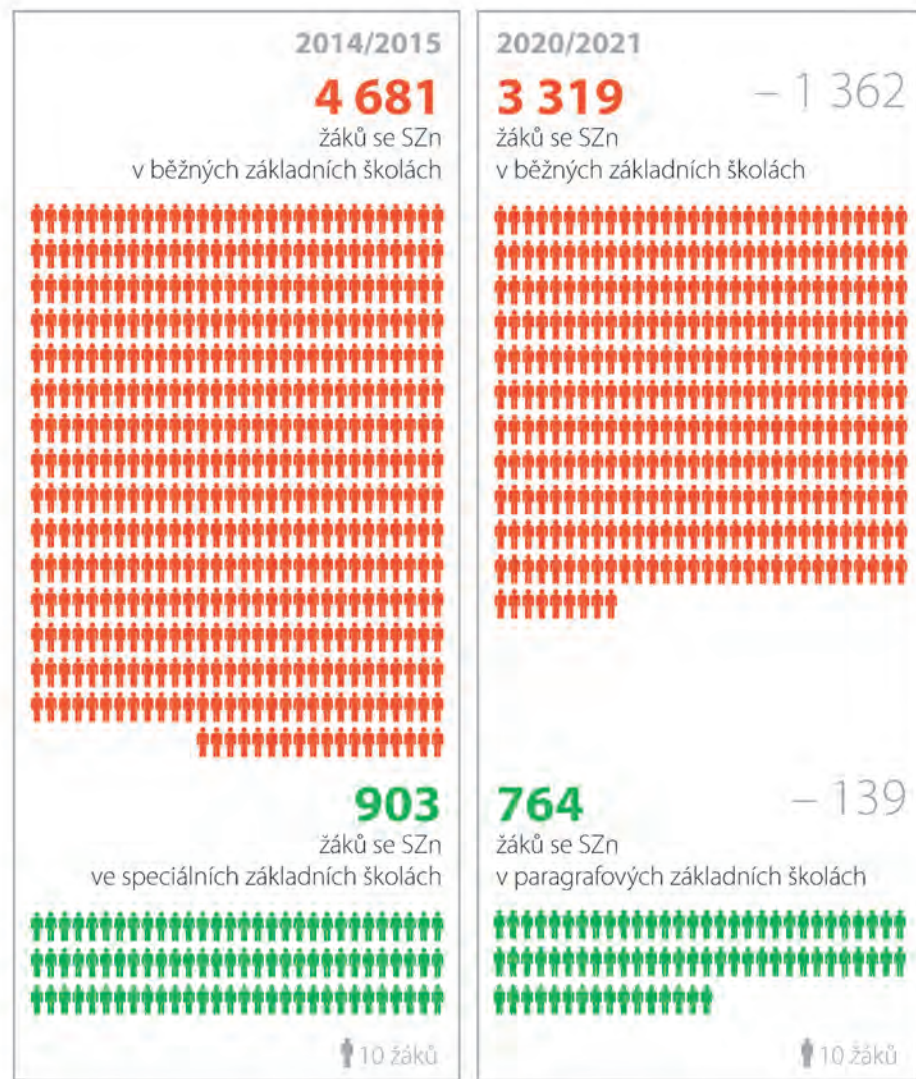 2014/2015
4 681
žáků se SZn
v běžných základních školách
903
žáků se SZn
ve speciálních základních školách
10 žáků
2020/2021
3 319
– 1 362
žáků se SZn
v běžných základních školách
764
– 139
žáků se SZn
v paragrafových základních školách
10 žáků